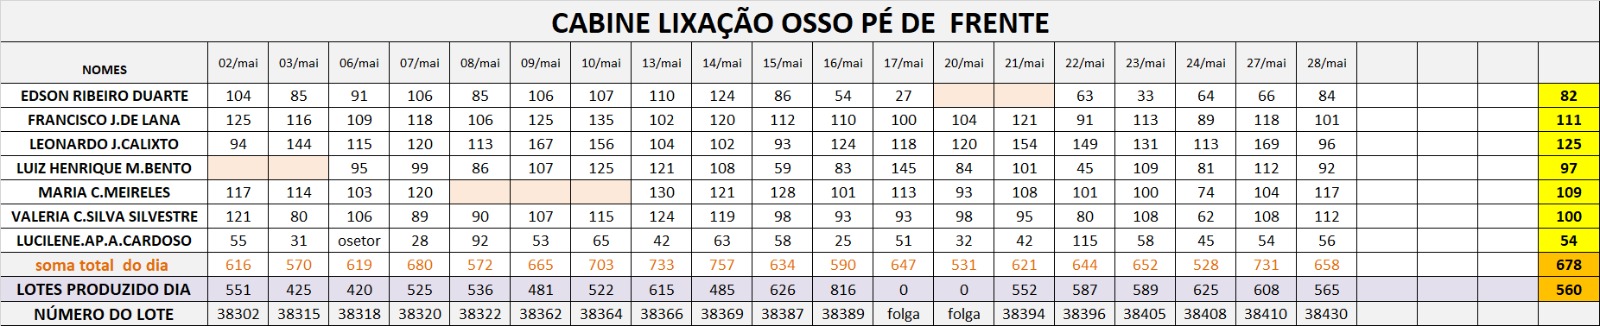 CABINE LIXAÇÃO OSSO PÉ DE FRENTE
NOMES 02/mai 03/mai 06/mai 07/mai 08/mai 09/mai 10/mai 13/mai 14/mai 15/mai 16/mai 17/mai 20/mai 21/mai 22/mai 23/mai 24/mai 27/mai 28/mai
EDSON RIBEIRO DUARTE 104 85 91 106 85 106 107 110 124 86 54 27 63 33 64 66 84 82
FRANCISCO J.DE LANA 125 116 109 118 106 125 135 102 120 112 110 100 104 121 91 113 89 118 101 111
LEONARDO J.CALIXTO 94 144 115 120 113 167 156 104 102 93 124 118 120 154 149 131 113 169 96 125
LUIZ HENRIQUE M.BENTO 95 99 86 107 125 121 108 59 83 145 84 101 45 109 81 112 92 97
MARIA C.MEIRELES 117 114 103 120 130 121 128 101 113 93 108 101 100 74 104 117 109
VALERIA C.SILVA SILVESTRE 121 80 106 89 90 107 115 124 119 98 93 93 98 95 80 108 62 108 112 100
LUCILENE.AP.A.CARDOSO 55 31 osetor 28 92 53 65 42 63 58 25 51 32 42 115 58 45 54 56 54
soma total do dia 616 570 619 680 572 665 703 733 757 634 590 647 531 621 644 652 528 731 658 678
LOTES PRODUZIDO DIA 551 425 420 525 536 481 522 615 485 626 816 0 0 552 587 589 625 608 565 560
NÚMERO DO LOTE 38302 38315 38318 38320 38322 38362 38364 38366 38369 38387 38389 folga folga 38394 38396 38405 38408 38410 38430